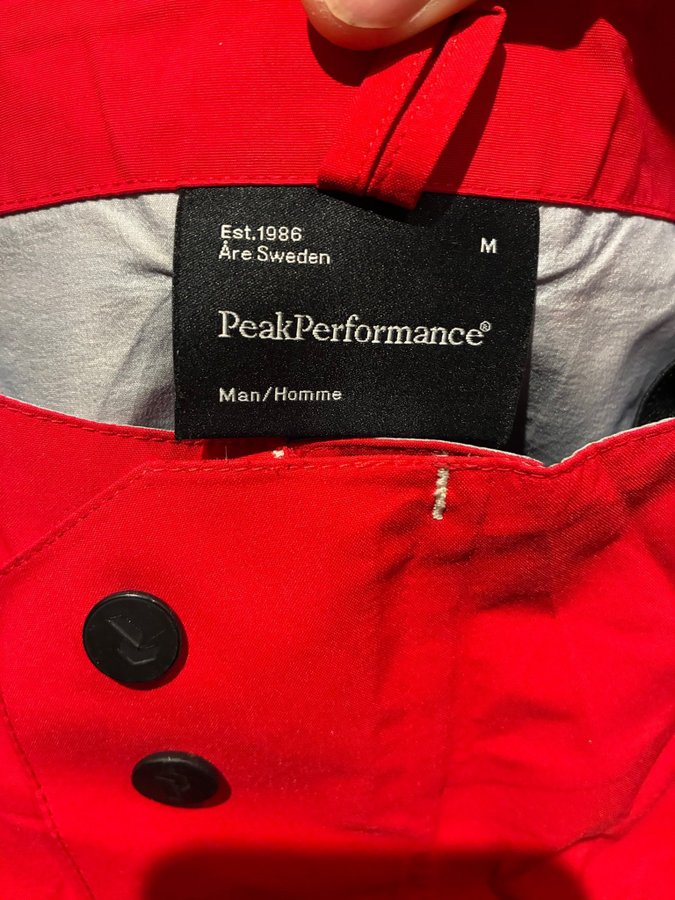 Est.1986
Åre Sweden
M
PeakPerformance®
Man/Homme